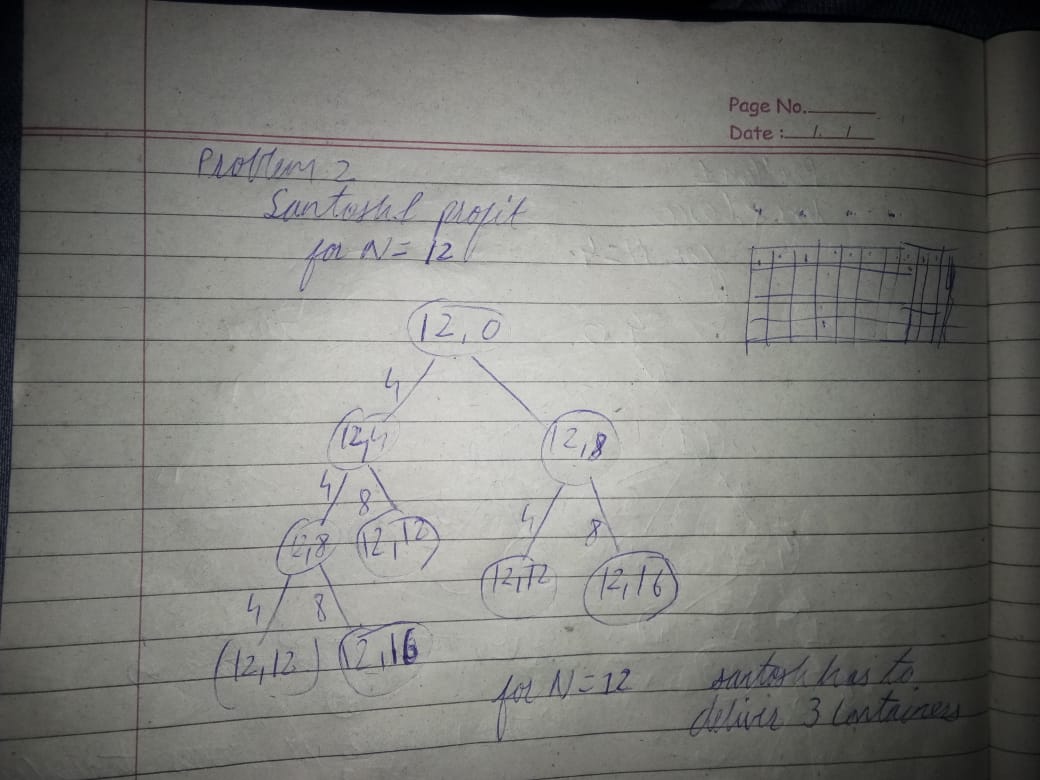 Page No.
Date : / /
Problem 2
Santosh profit
for N = 12
12, 0
4
12,4
12,8
4 8
4 8
12,8 12,12
12,12 12,16
4 8
(12,12) 12,16
for N = 12 santosh has to
deliver 3 containers